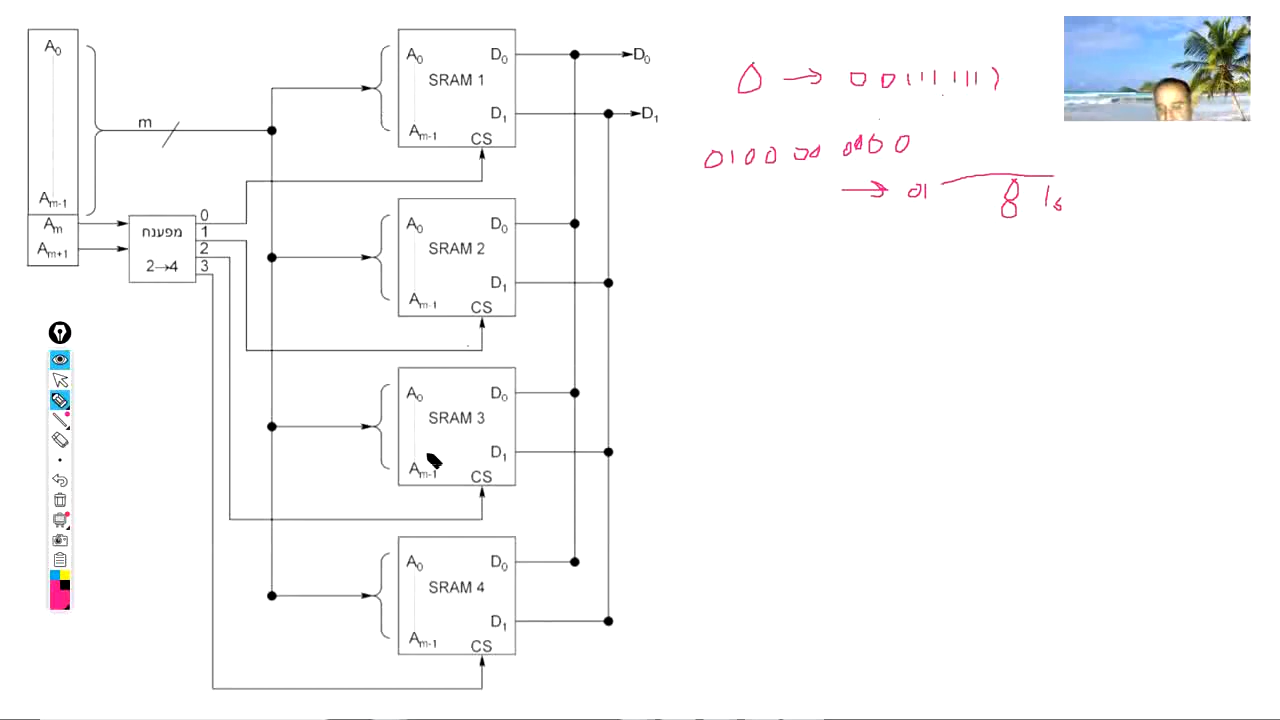 A0
Am-1
Am
Am+1
m
מפענח
2→4
0
1
2
3
A0 D0
SRAM 1
D1
Am-1 CS
A0 D0
SRAM 2
D1
Am-1 CS
A0 D0
SRAM 3
D1
Am-1 CS
A0 D0
SRAM 4
D1
Am-1 CS
D0
D1
0 → 00111111
0100 00 0000
→ 01